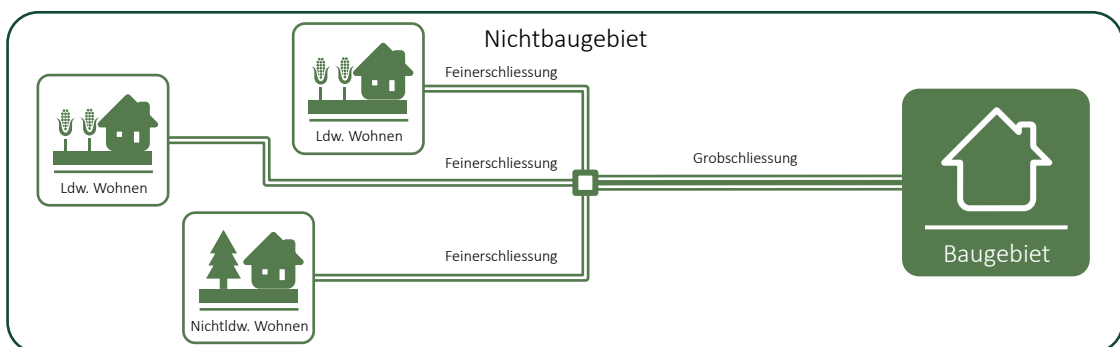 Nichtbaugebiet
Feinerschliessung
Ldw. Wohnen
Ldw. Wohnen
Feinerschliessung
Grobschliessung
Baugebiet
Feinerschliessung
Nichtldw. Wohnen